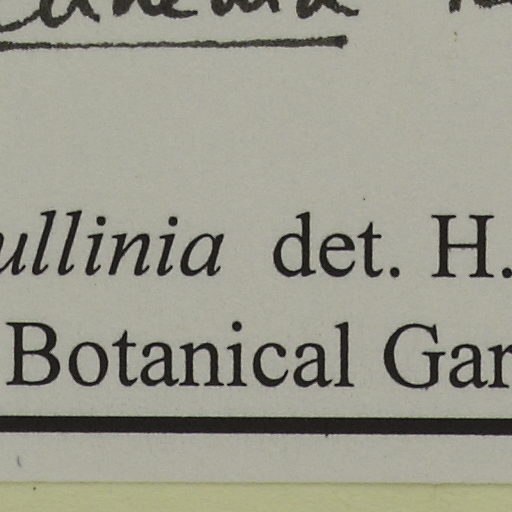 ullinia det. H.
Botanical Gar